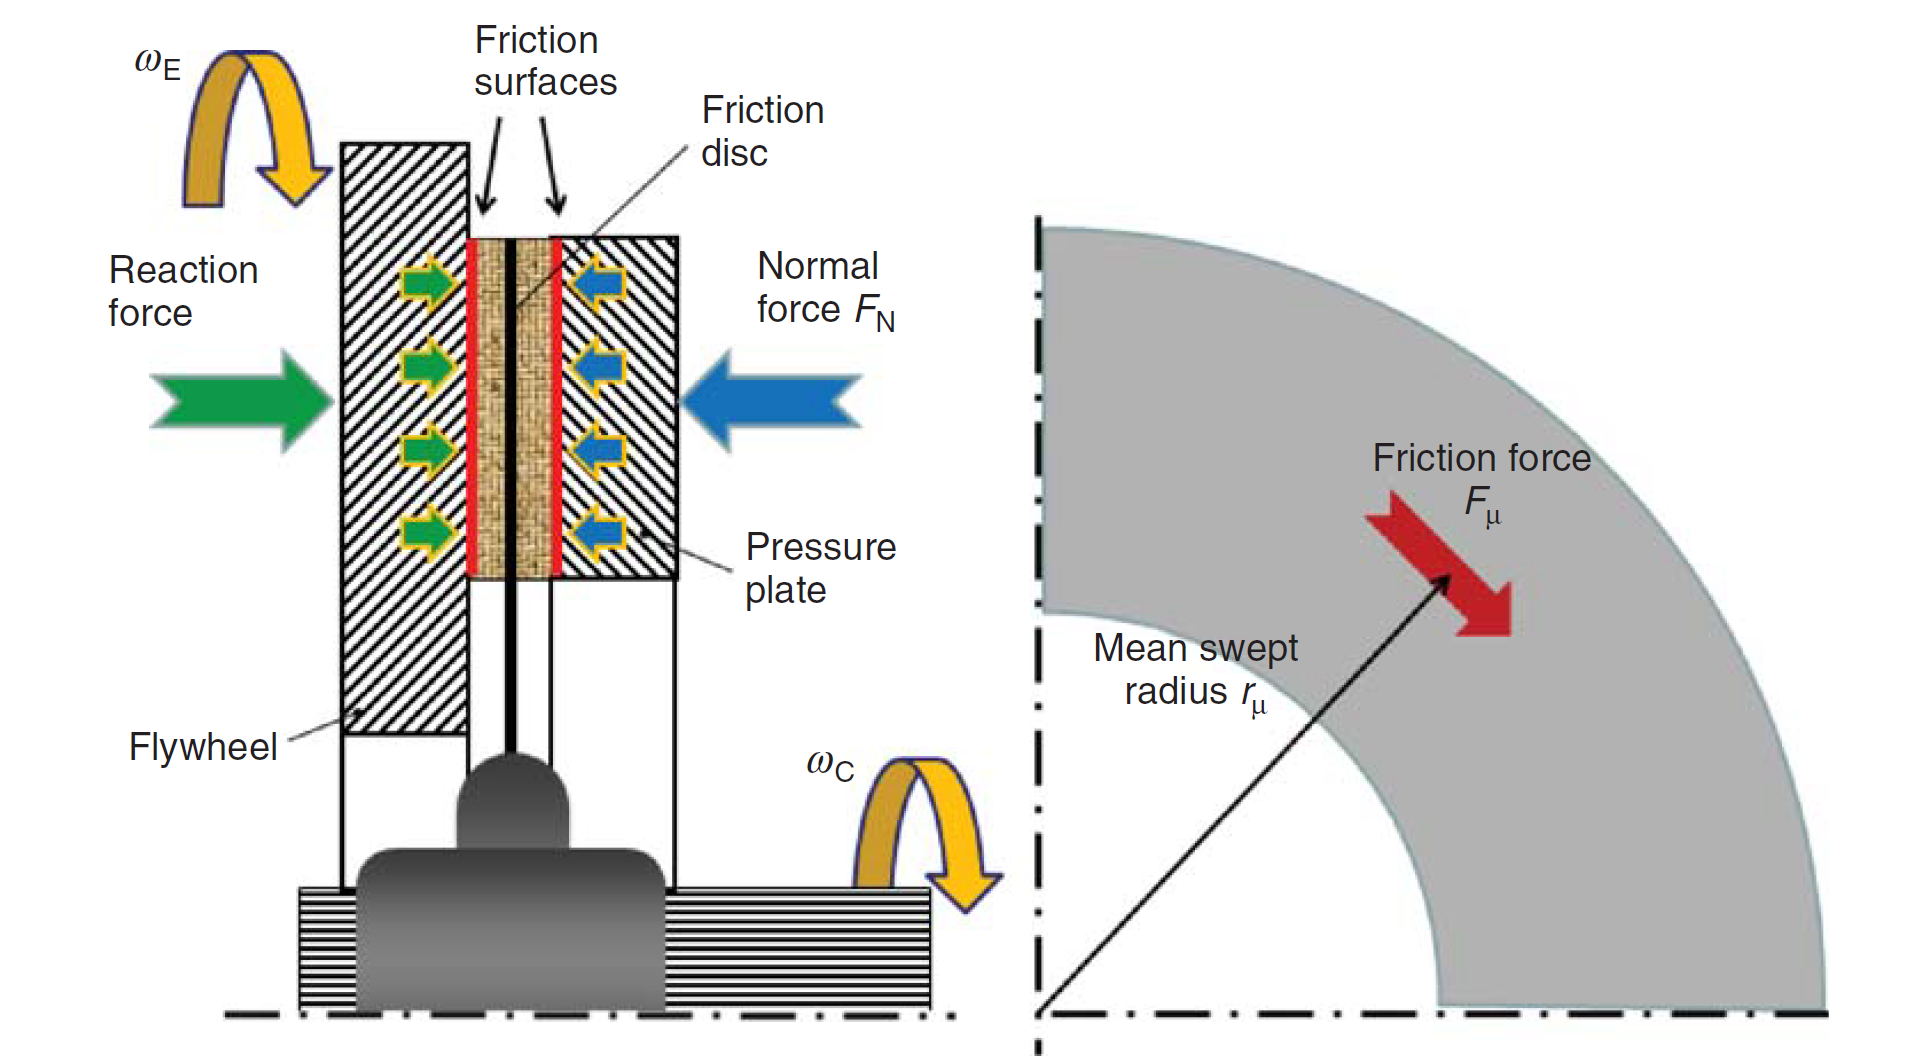 ωE
Friction
surfaces
Friction
disc
Reaction
force
Normal
force FN
Friction force
Fμ
Pressure
plate
Mean swept
radius rμ
Flywheel
ωC